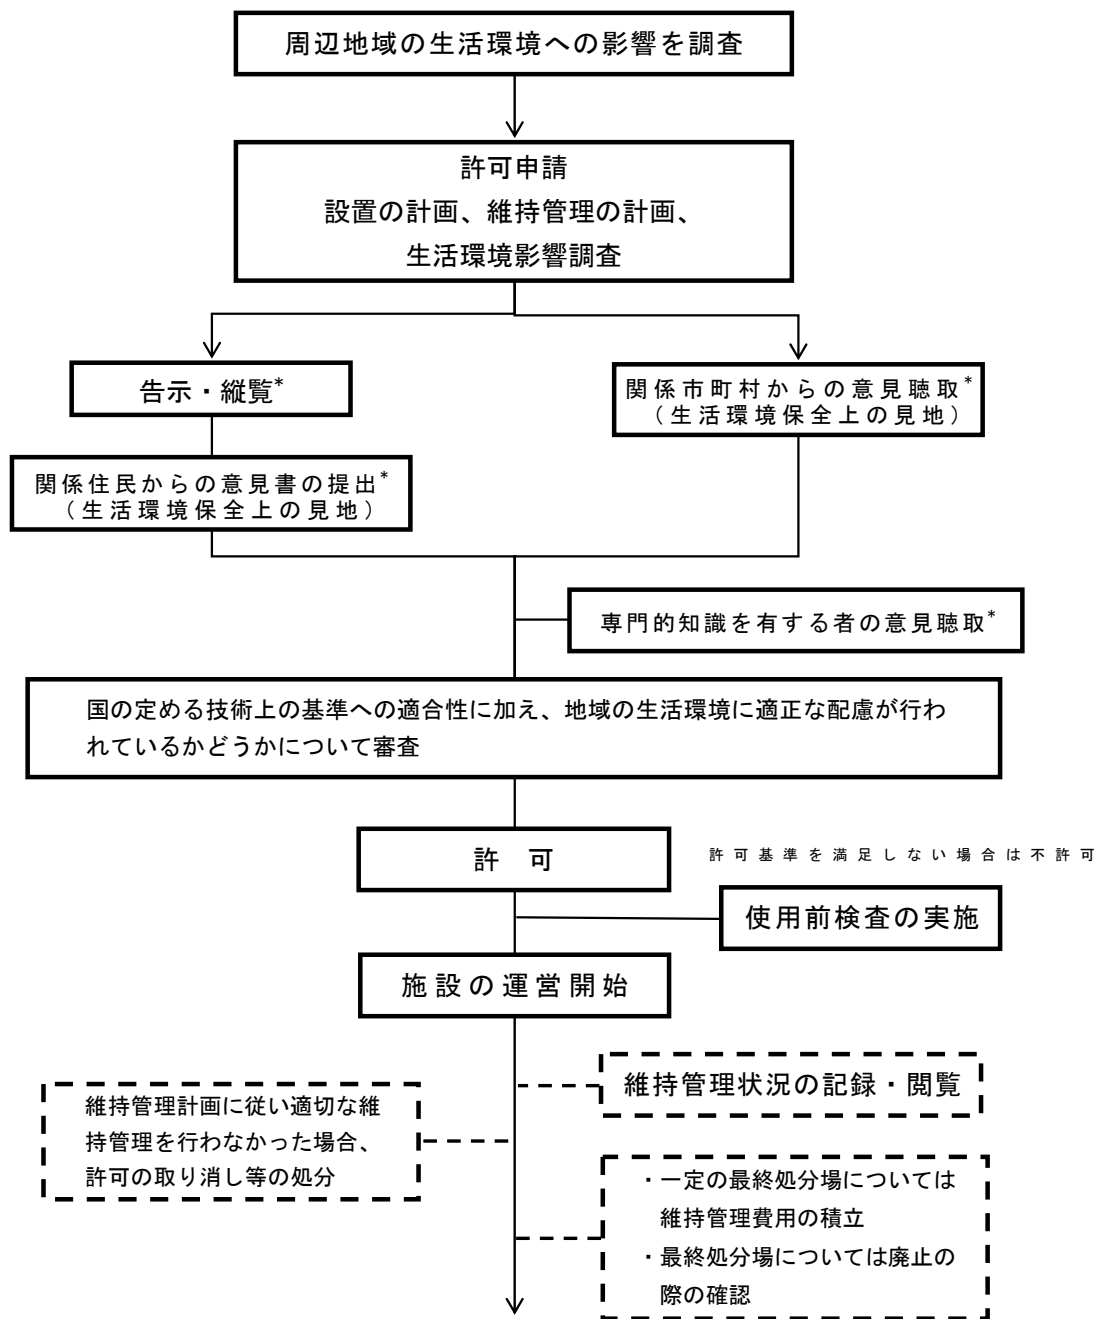 周辺地域の生活環境への影響を調査
許可申請
設置の計画、維持管理の計画、
生活環境影響調査
告示・縦覧*
関係市町村からの意見聴取*
（生活環境保全上の見地）
関係住民からの意見書の提出*
（生活環境保全上の見地）
専門的知識を有する者の意見聴取*
国の定める技術上の基準への適合性に加え、地域の生活環境に適正な配慮が行わ
れているかどうかについて審査
許　可
許可基準を満足しない場合は不許可
使用前検査の実施
施設の運営開始
維持管理状況の記録・閲覧
維持管理計画に従い適切な維
持管理を行わなかった場合、
許可の取り消し等の処分
・一定の最終処分場については
維持管理費用の積立
・最終処分場については廃止の
際の確認